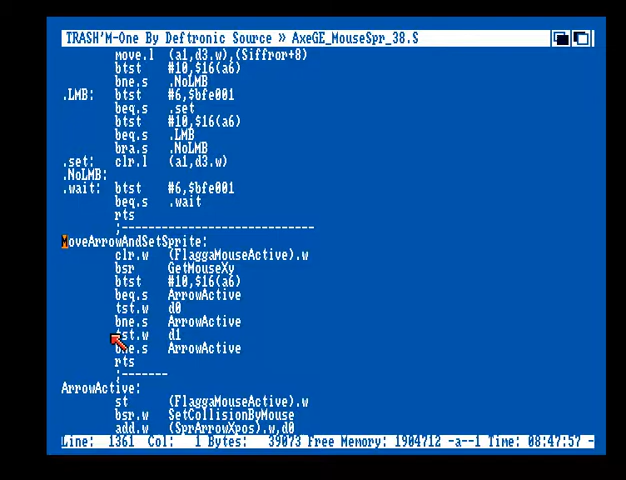 TRASH'M-One By Deftronic Source » AxeGE_MouseSpr_38.S
move.l (a1,d3.w),(Siffror+8)
btst #10,$16(a6)
bne.s .NoLMB
.LMB: btst #6,$bfe001
beq.s .set
btst #10,$16(a6)
beq.s .LMB
bra.s .NoLMB
.set: clr.l (a1,d3.w)
.NoLMB:
.wait: btst #6,$bfe001
beq.s .wait
rts
;-----------------------------
MoveArrowAndSetSprite:
clr.w (FlaggaMouseActive).w
bsr GetMouseXy
btst #10,$16(a6)
beq.s ArrowActive
tst.w d0
bne.s ArrowActive
tst.w d1
bne.s ArrowActive
rts
;-------
ArrowActive:
st (FlaggaMouseActive).w
bsr.w SetCollisionByMouse
add.w (SprArrowXpos).w,d0
Line: 1361 Col: 1 Bytes: 39073 Free Memory: 1904712 -a--1 Time: 08:47:57 -